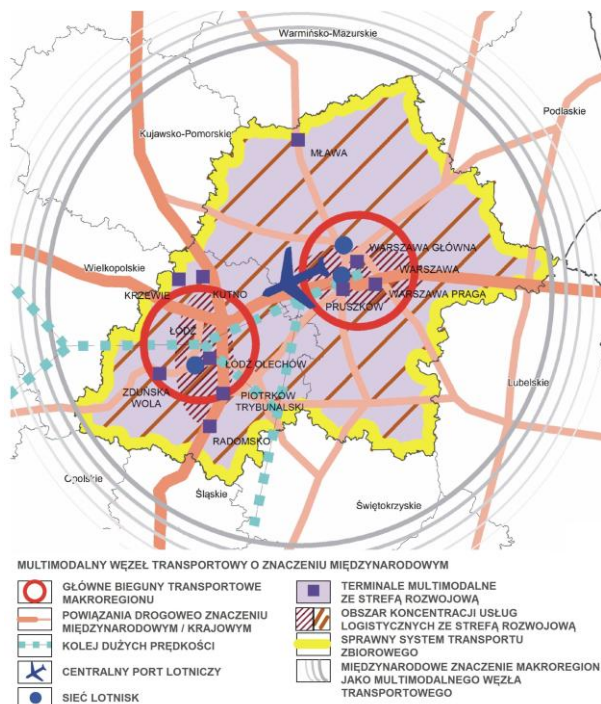 Warmińsko-Mazurskie
Podlaskie
Kujawsko-Pomorskie
MŁAWA
WARSZAWA GŁÓWNA
Wielkopolskie
WARSZAWA
KRZEWIE
KUTNO
WARSZAWA PRAGA
PRUSZKÓW
ŁÓDŹ
ŁÓDŹ OLECHÓW
Lubelskie
ZDUŃSKA
WOLA
PIOTRKÓW
TRYBUNALSKI
RADOMSKO
Opolskie
Śląskie
Świętokrzyskie
MULTIMODALNY WĘZEŁ TRANSPORTOWY O ZNACZENIU MIĘDZYNARODOWYM
GŁÓWNE BIEGUNY TRANSPORTOWE
MAKROREGIONU
POWIĄZANIA DROGOWEO ZNACZENIU
MIĘDZYNARODOWYM / KRAJOWYM
KOLEJ DUŻYCH PRĘDKOŚCI
CENTRALNY PORT LOTNICZY
SIEĆ LOTNISK
TERMINALE MULTIMODALNE
ZE STREFĄ ROZWOJOWĄ
OBSZAR KONCENTRACJI USŁUG
LOGISTYCZNYCH ZE STREFĄ ROZWOJOWĄ
SPRAWNY SYSTEM TRANSPORTU
ZBIOROWEGO
MIĘDZYNARODOWE ZNACZENIE MAKROREGION
JAKO MULTIMODALNEGO WĘZŁA
TRANSPORTOWEGO